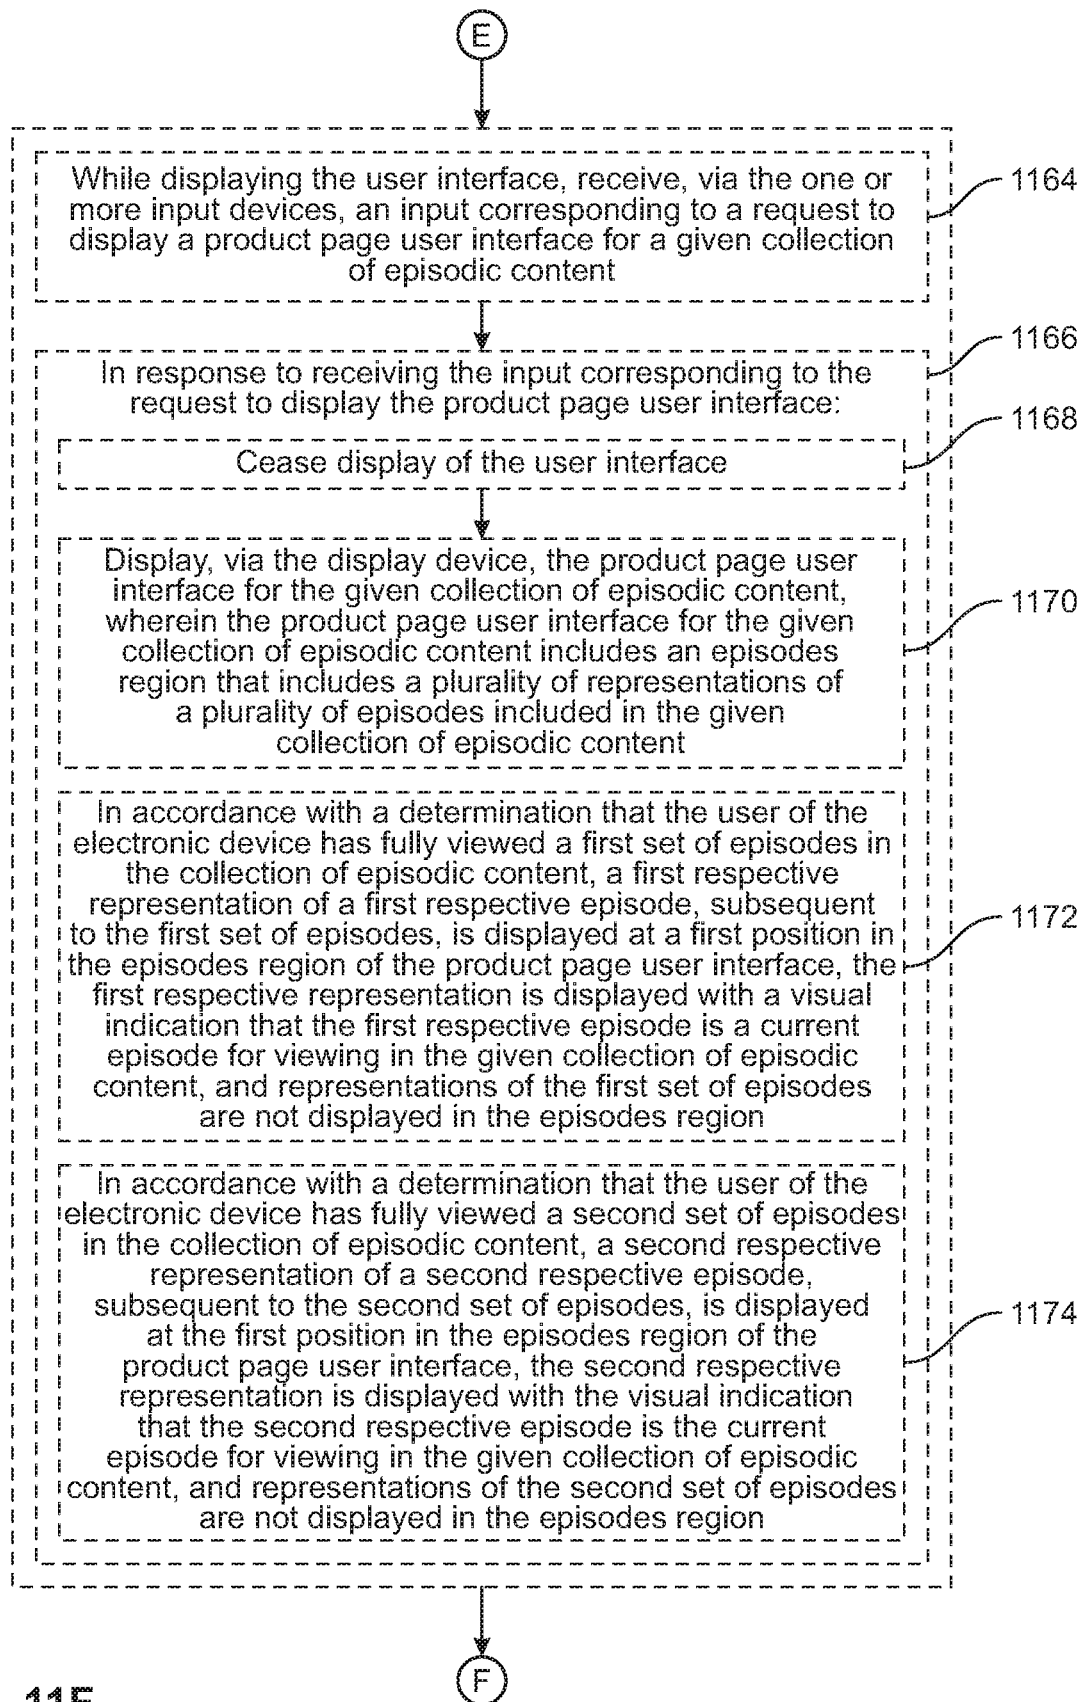 E
While displaying the user interface, receive, via the one or
more input devices, an input corresponding to a request to
display a product page user interface for a given collection
of episodic content
1164
1166
In response to receiving the input corresponding to the
request to display the product page user interface:
1168
Cease display of the user interface
Display, via the display device, the product page user
interface for the given collection of episodic content,
wherein the product page user interface for the given
collection of episodic content includes an episodes
region that includes a plurality of representations of
a plurality of episodes included in the given
collection of episodic content
1170
In accordance with a determination that the user of the
electronic device has fully viewed a first set of episodes in
the collection of episodic content, a first respective
representation of a first respective episode, subsequent
to the first set of episodes, is displayed at a first position in
the episodes region of the product page user interface, the
first respective representation is displayed with a visual
indication that the first respective episode is a current
episode for viewing in the given collection of episodic
content, and representations of the first set of episodes
are not displayed in the episodes region
1172
In accordance with a determination that the user of the
electronic device has fully viewed a second set of episodes
in the collection of episodic content, a second respective
representation of a second respective episode,
subsequent to the second set of episodes, is displayed
at the first position in the episodes region of the
product page user interface, the second respective
representation is displayed with the visual indication
that the second respective episode is the current
episode for viewing in the given collection of episodic
content, and representations of the second set of episodes
are not displayed in the episodes region
1174
F